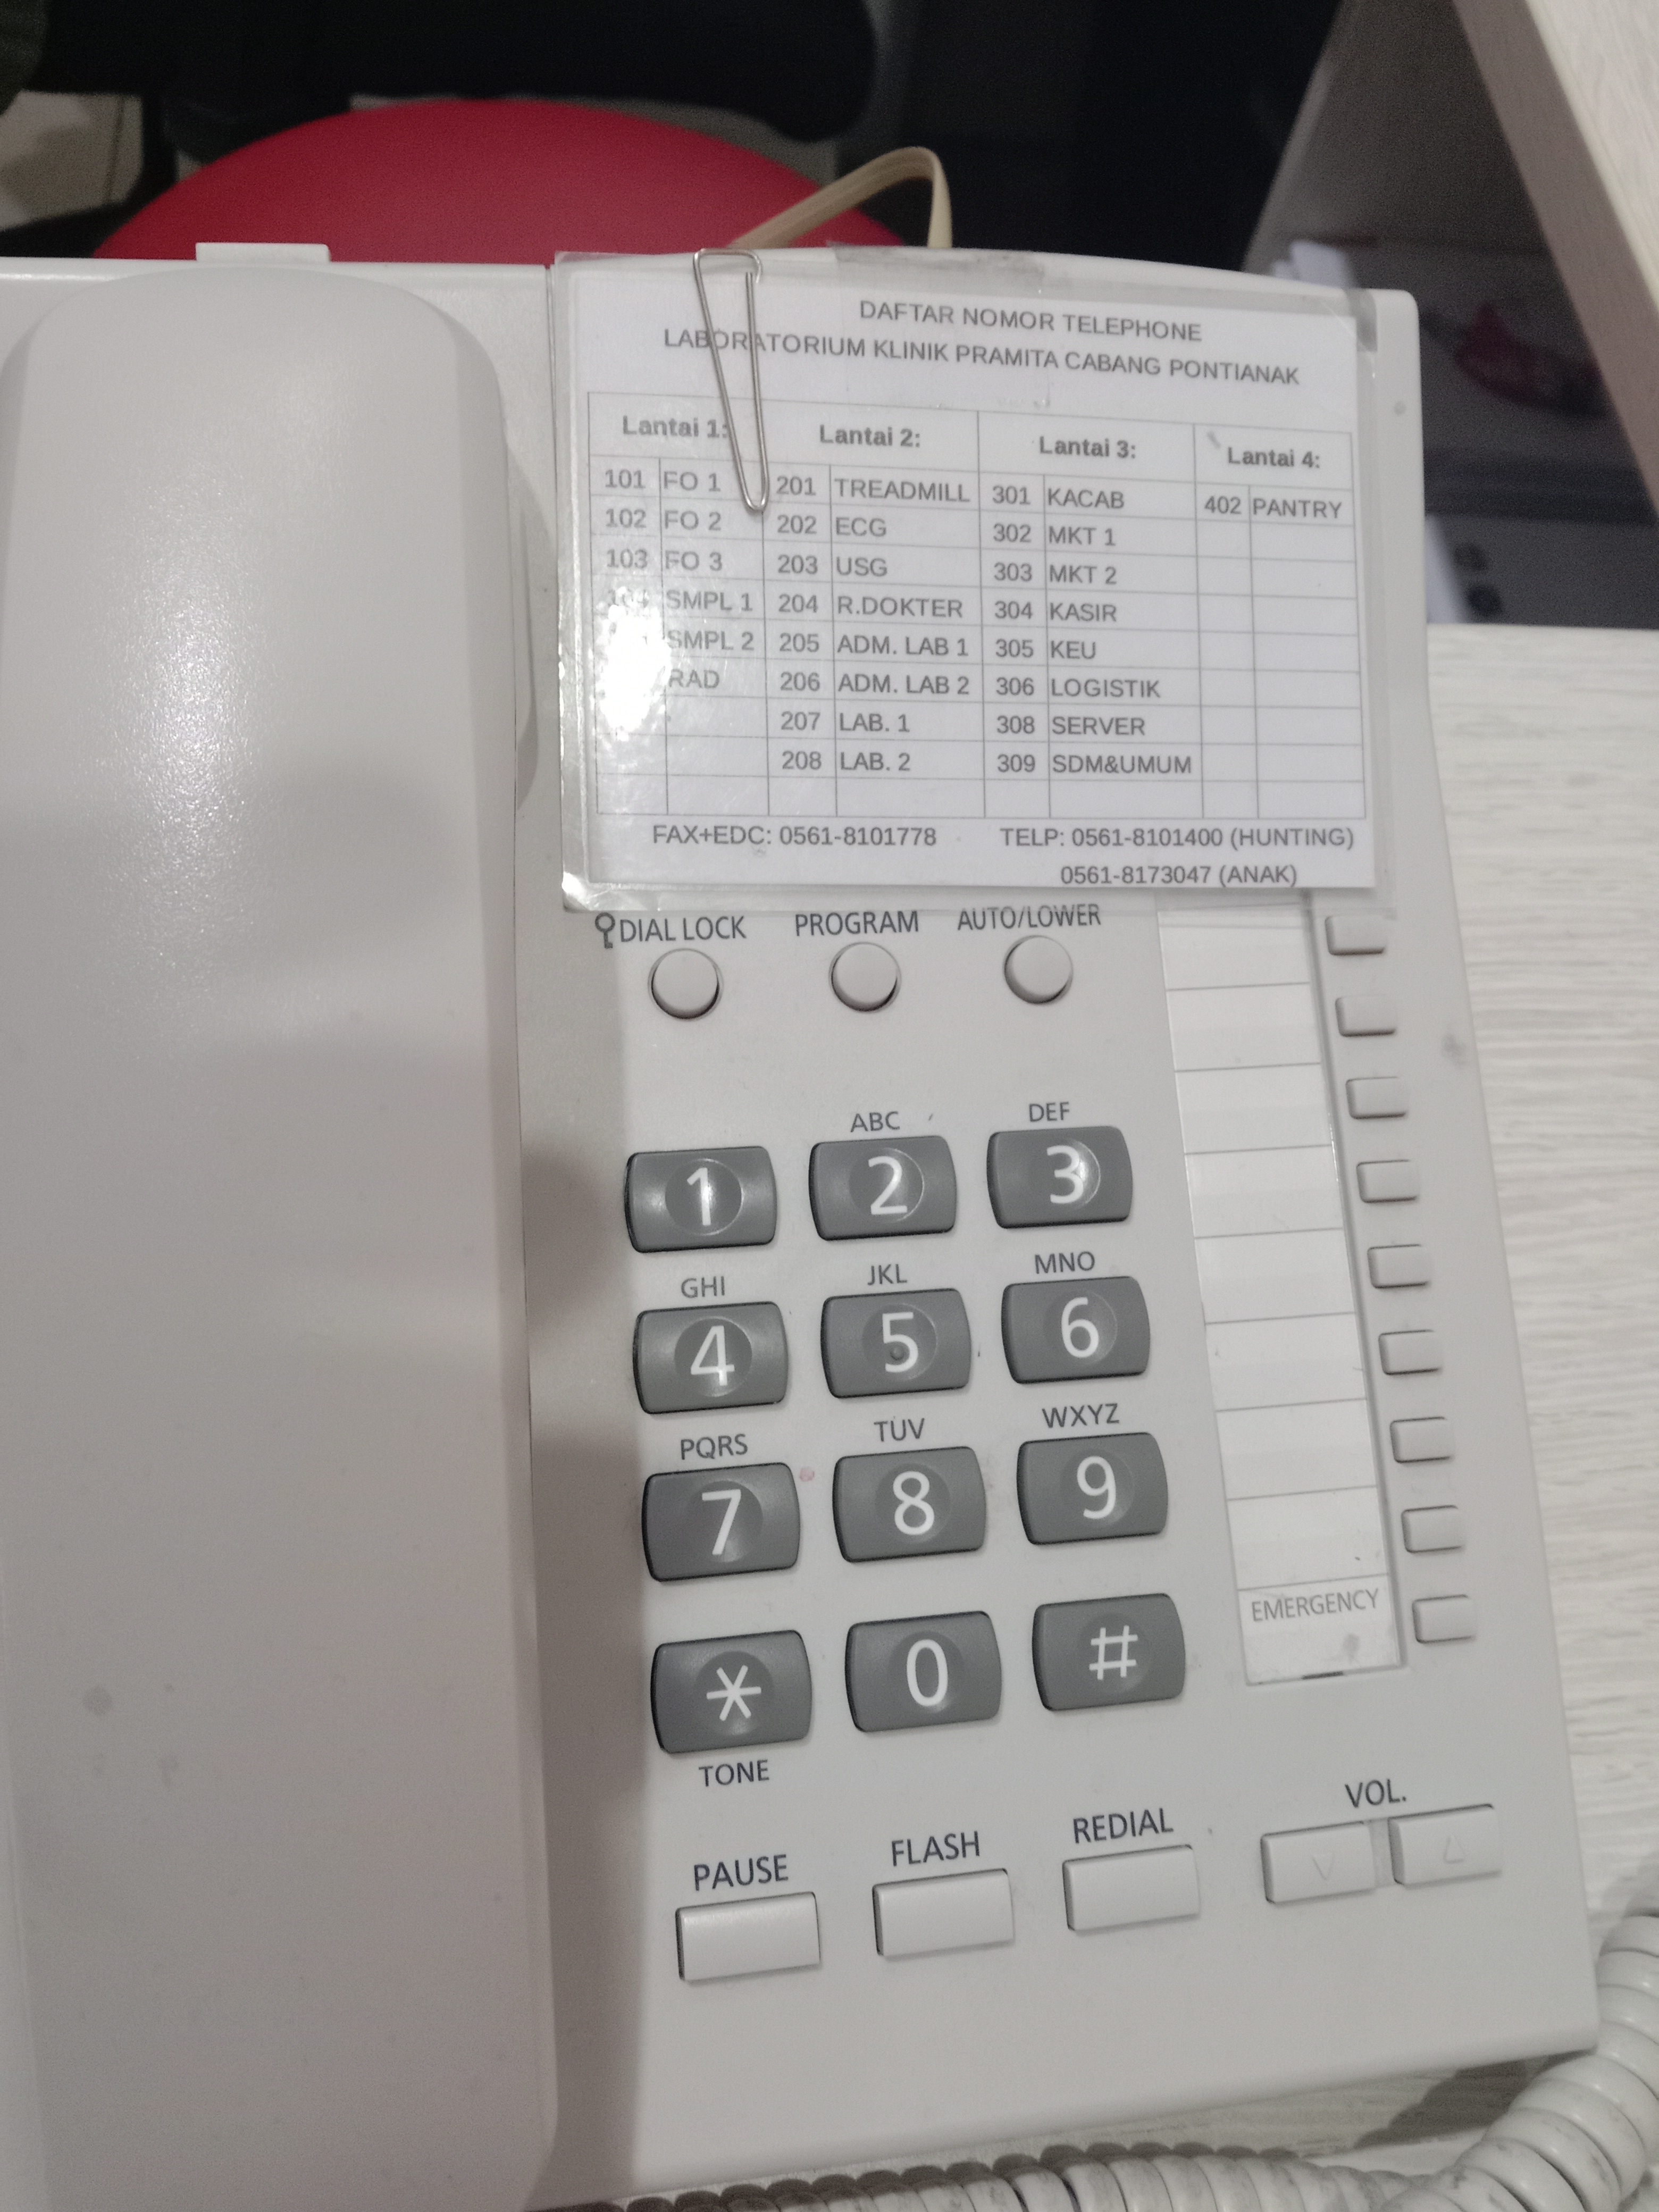 DAFTAR NOMOR TELEPHONE
LABORATORIUM KLINIK PRAMITA CABANG PONTIANAK
Lantai 1: Lantai 2: Lantai 3: Lantai 4:
101 FO 1 201 TREADMILL 301 KACAB 402 PANTRY
102 FO 2 202 ECG 302 MKT 1
103 FO 3 203 USG 303 MKT 2
104 SMPL 1 204 R.DOKTER 304 KASIR
SMPL 2 205 ADM. LAB 1 305 KEU
RAD 206 ADM. LAB 2 306 LOGISTIK
207 LAB. 1 308 SERVER
208 LAB. 2 309 SDM&UMUM
FAX+EDC: 0561-8101778 TELP: 0561-8101400 (HUNTING)
0561-8173047 (ANAK)
DIAL LOCK PROGRAM AUTO/LOWER
ABC DEF
1 2 3
GHI JKL MNO
4 5 6
PQRS TUV WXYZ
7 8 9
EMERGENCY
* 0 #
TONE
PAUSE FLASH REDIAL VOL.